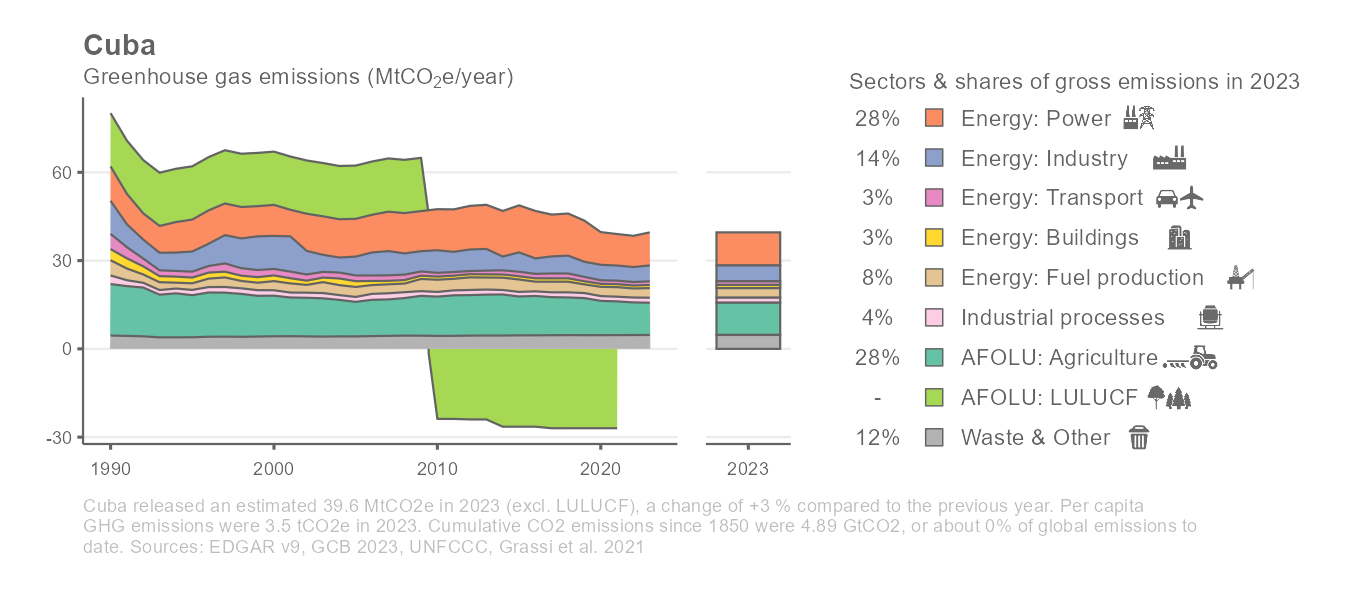 Cuba
Greenhouse gas emissions (MtCO₂e/year)
60
30
0
-30
1990
2000
2010
2020
2023
Sectors & shares of gross emissions in 2023
28% Energy: Power
14% Energy: Industry
3% Energy: Transport
3% Energy: Buildings
8% Energy: Fuel production
4% Industrial processes
28% AFOLU: Agriculture
- AFOLU: LULUCF
12% Waste & Other
Cuba released an estimated 39.6 MtCO2e in 2023 (excl. LULUCF), a change of +3 % compared to the previous year. Per capita
GHG emissions were 3.5 tCO2e in 2023. Cumulative CO2 emissions since 1850 were 4.89 GtCO2, or about 0% of global emissions to
date. Sources: EDGAR v9, GCB 2023, UNFCCC, Grassi et al. 2021